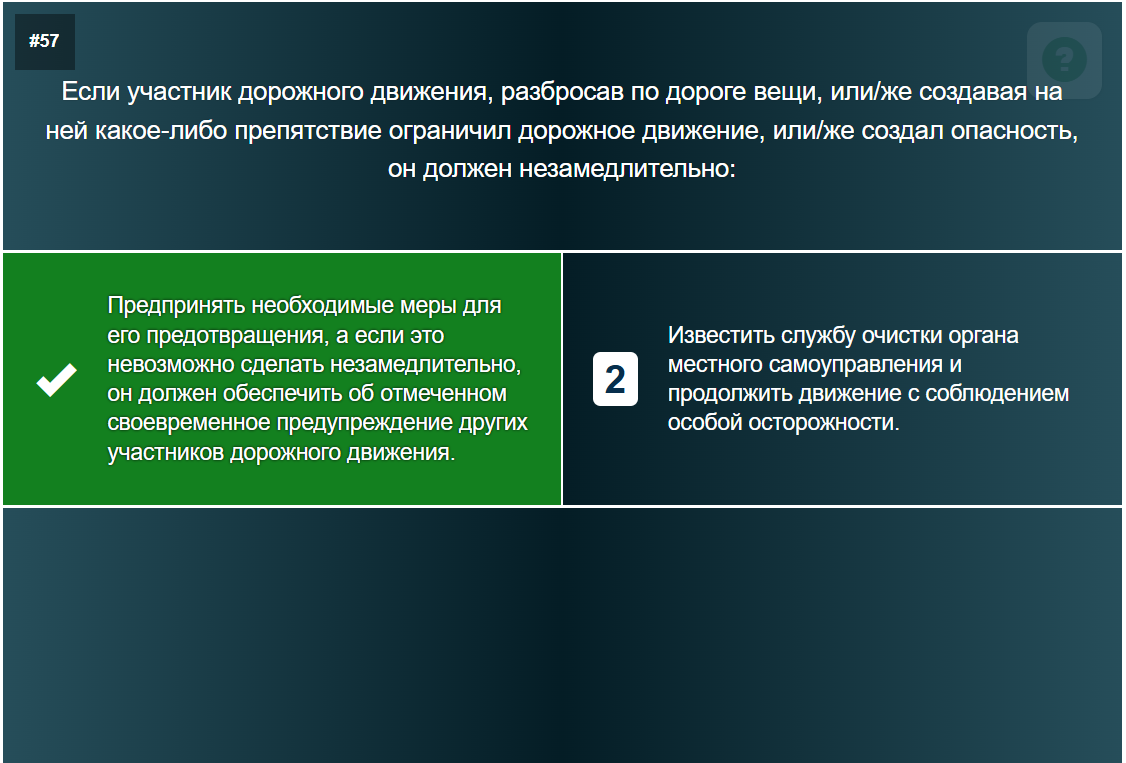 #57
?
Если участник дорожного движения, разбросав по дороге вещи, или/же создавая на
ней какое-либо препятствие ограничил дорожное движение, или/же создал опасность,
он должен незамедлительно:
Предпринять необходимые меры для
его предотвращения, а если это
невозможно сделать незамедлительно,
он должен обеспечить об отмеченном
своевременное предупреждение других
участников дорожного движения.
2
Известить службу очистки органа
местного самоуправления и
продолжить движение с соблюдением
особой осторожности.